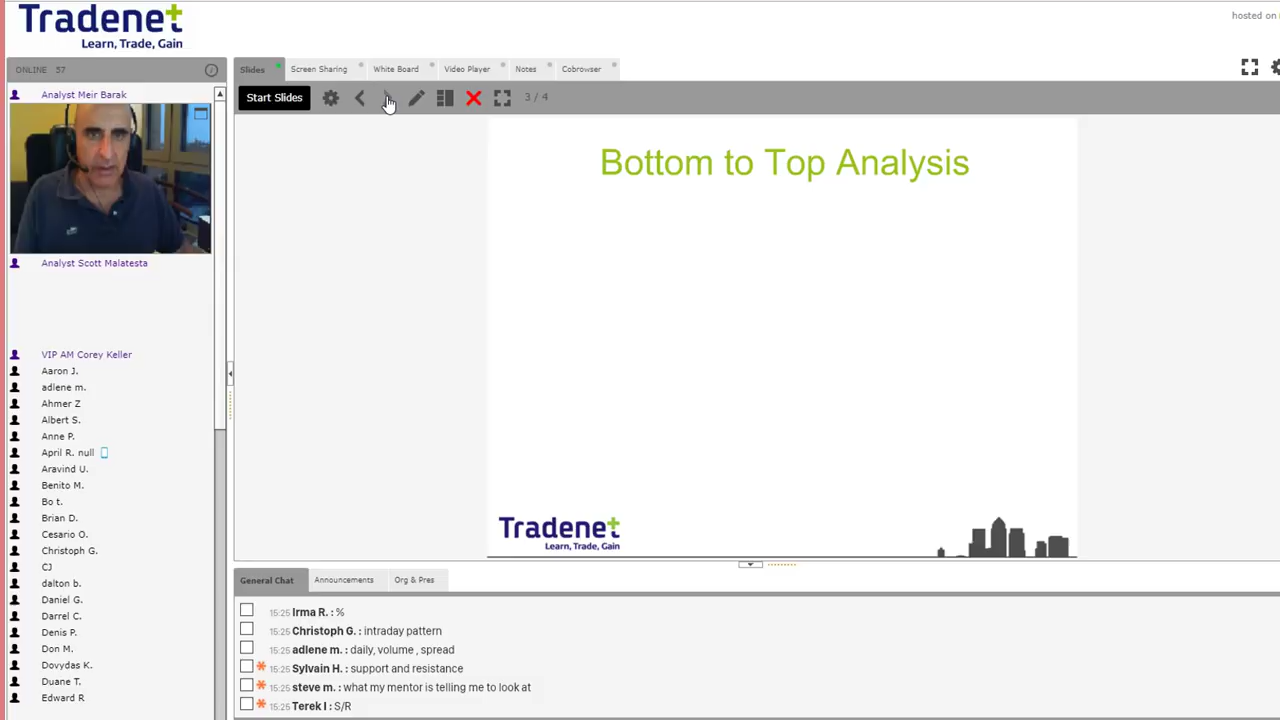 Tradenet
Learn, Trade, Gain
hosted on
ONLINE 57
Slides
Screen Sharing
White Board
Video Player
Notes
Cobrowser
Analyst Meir Barak
Start Slides
3 / 4
Bottom to Top Analysis
Analyst Scott Malatesta
VIP AM Corey Keller
Aaron J.
adlene m.
Ahmer Z
Albert S.
Anne P.
April R. null
Aravind U.
Benito M.
Bo t.
Brian D.
Cesario O.
Christoph G.
CJ
dalton b.
Daniel G.
Darrel C.
Denis P.
Don M.
Dovydas K.
Duane T.
Edward R
Tradenet
Learn, Trade, Gain
General Chat
Announcements
Org & Pres
15:25 Irma R. : %
15:25 Christoph G. : intraday pattern
15:25 adlene m. : daily, volume , spread
15:25 Sylvain H. : support and resistance
15:25 steve m. : what my mentor is telling me to look at
15:25 Terek I : S/R